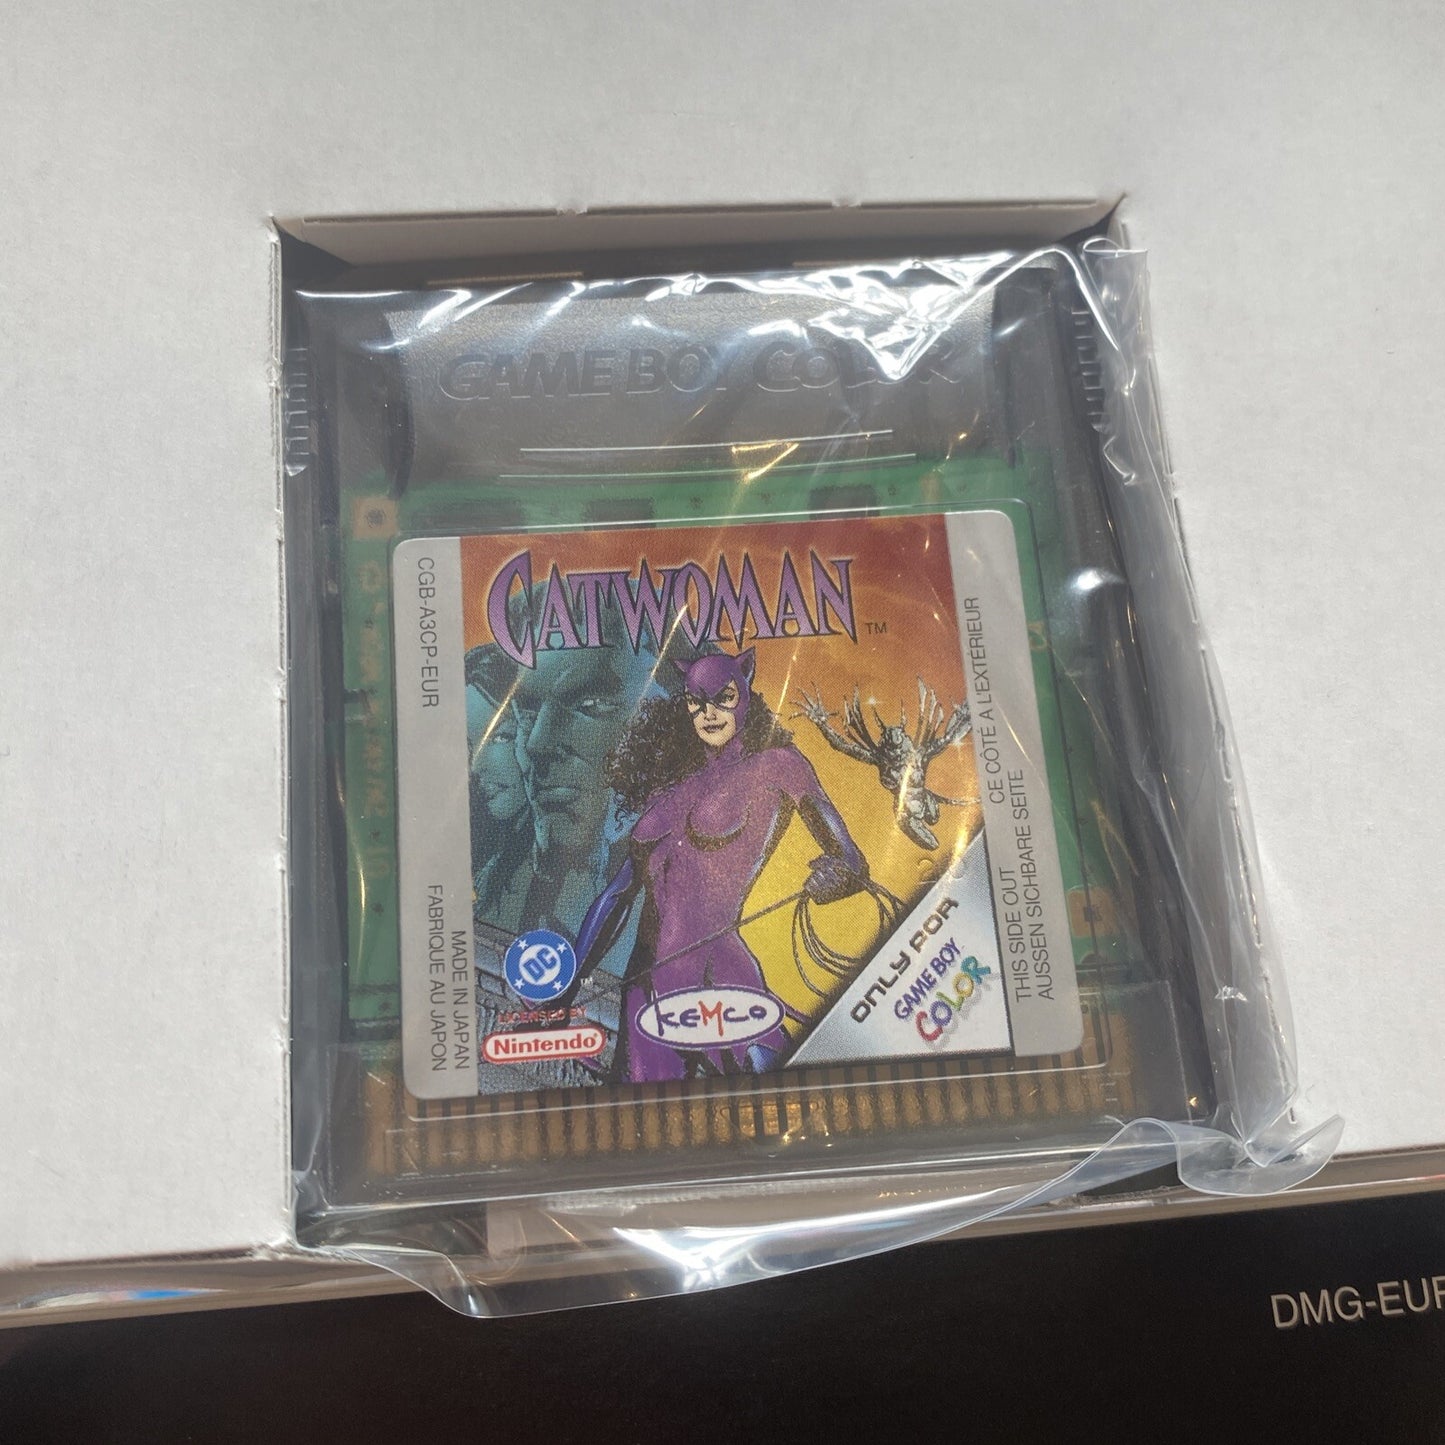 GAME BOY COLOR
CGB-A3CP-EUR
CATWOMAN
TM
DC
LICENSED BY
Nintendo
KEMCO
ONLY FOR
GAME BOY
COLOR
MADE IN JAPAN
FABRIQUE AU JAPON
CE CÔTÉ A L'EXTÉRIEUR
THIS SIDE OUT
AUSSEN SICHBARE SEITE
DMG-EUR